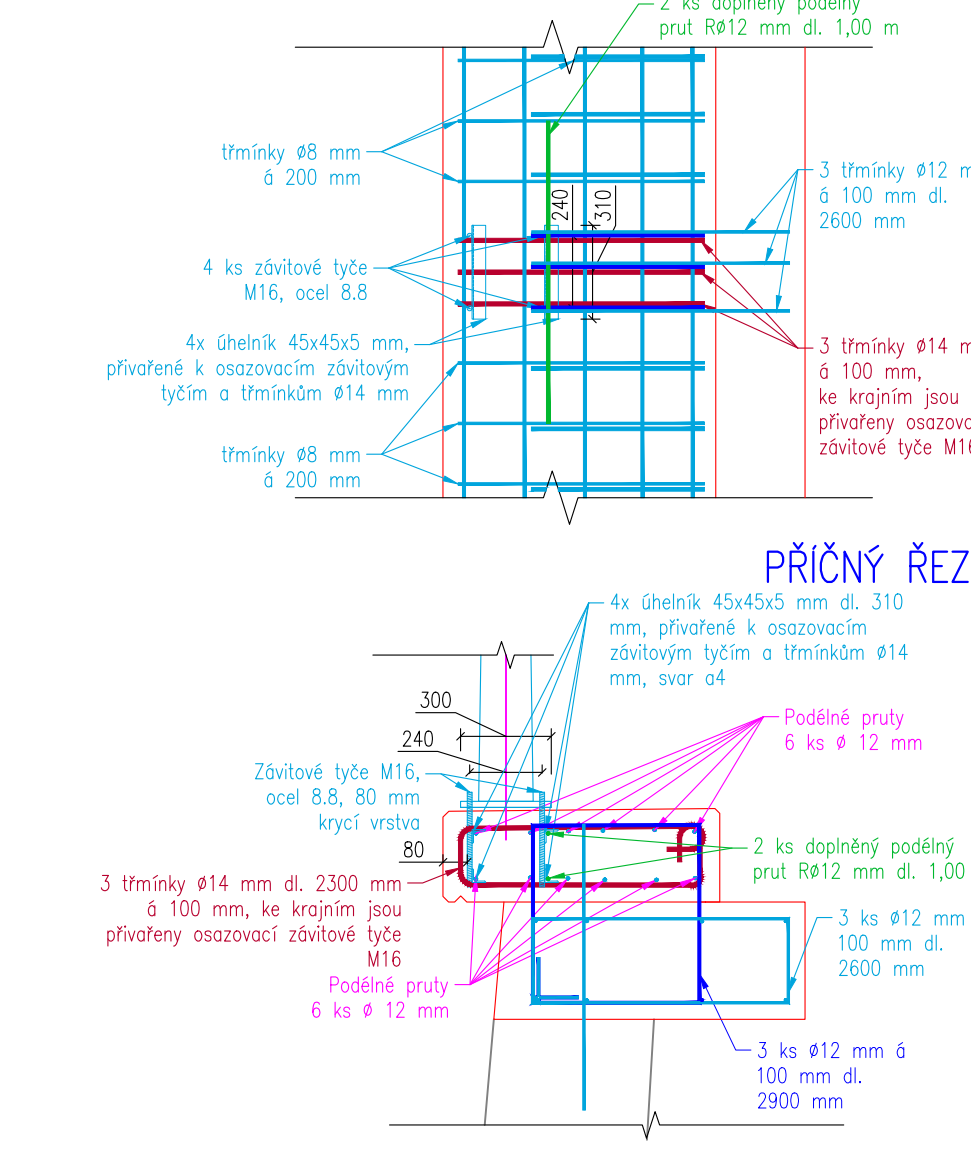 2 ks doplněný podélný
prut RØ12 mm dl. 1,00 m
třmínky Ø8 mm
á 200 mm
3 třmínky Ø12
á 100 mm dl.
2600 mm
240
310
4 ks závitové tyče
M16, ocel 8.8
4x úhelník 45x45x5 mm,
přivařené k osazovacím závitovým
tyčím a třmínkům Ø14 mm
3 třmínky Ø14
á 100 mm,
ke krajním jsou
přivařeny
závitové tyče
třmínky Ø8 mm
á 200 mm
PŘÍČNÝ ŘEZ
4x úhelník 45x45x5 mm dl. 310
mm, přivařené k osazovacím
závitovým tyčím a třmínkům Ø14
mm, svar a4
300
240
Podélné pruty
6 ks Ø 12 mm
Závitové tyče M16,
ocel 8.8, 80 mm
krycí vrstva
80
2 ks doplněný podélný
prut RØ12 mm dl. 1,00
3 třmínky Ø14 mm dl. 2300 mm
á 100 mm, ke krajním jsou
přivařeny osazovací závitové tyče
M16
3 ks Ø12 mm
100 mm dl.
2600 mm
Podélné pruty
6 ks Ø 12 mm
3 ks Ø12 mm á
100 mm dl.
2900 mm